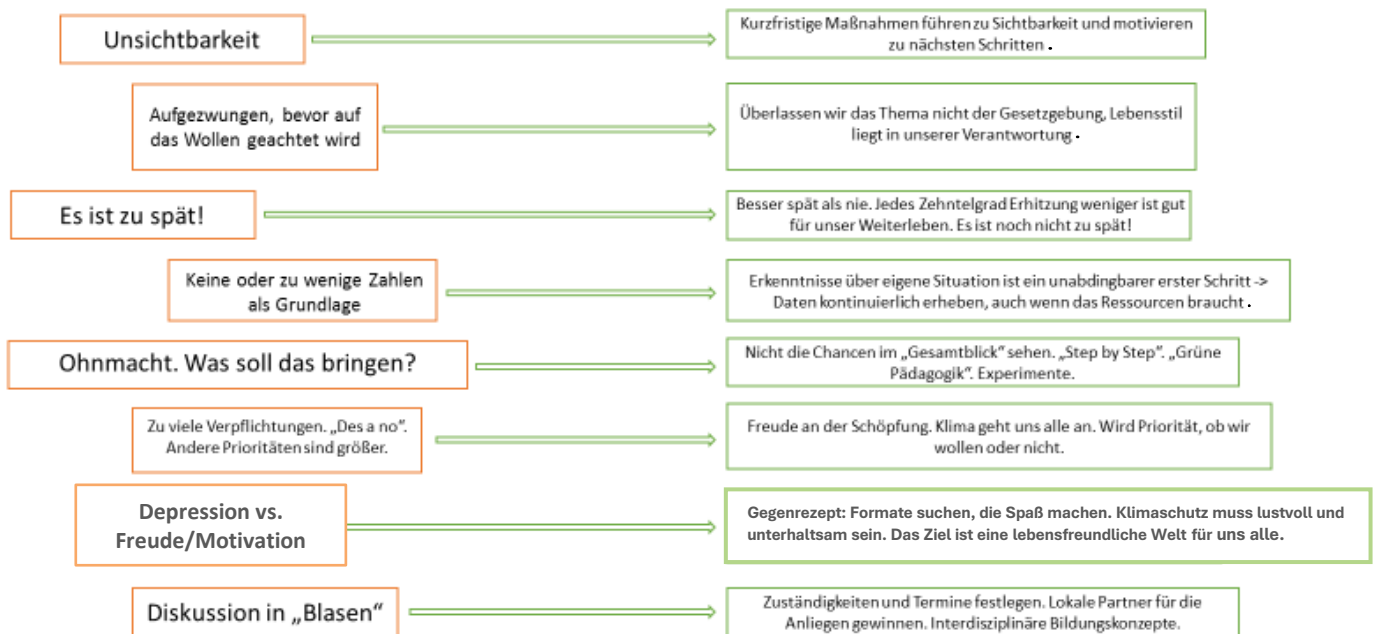 Unsichtbarkeit
Kurzfristige Maßnahmen führen zu Sichtbarkeit und motivieren
zu nächsten Schritten .
Aufgezwungen, bevor auf
das Wollen geachtet wird
Überlassen wir das Thema nicht der Gesetzgebung, Lebensstil
liegt in unserer Verantwortung .
Es ist zu spät!
Besser spät als nie. Jedes Zehntelgrad Erhitzung weniger ist gut
für unser Weiterleben. Es ist noch nicht zu spät!
Keine oder zu wenige Zahlen
als Grundlage
Erkenntnisse über eigene Situation ist ein unabdingbarer erster Schritt ->
Daten kontinuierlich erheben, auch wenn das Ressourcen braucht .
Ohnmacht. Was soll das bringen?
Nicht die Chancen im „Gesamtblick“ sehen. „Step by Step“. „Grüne
Pädagogik“. Experimente.
Zu viele Verpflichtungen. „Des a no“.
Andere Prioritäten sind größer.
Freude an der Schöpfung. Klima geht uns alle an. Wird Priorität, ob wir
wollen oder nicht.
Depression vs.
Freude/Motivation
Gegenrezept: Formate suchen, die Spaß machen. Klimaschutz muss lustvoll und
unterhaltsam sein. Das Ziel ist eine lebensfreundliche Welt für uns alle.
Diskussion in „Blasen“
Zuständigkeiten und Termine festlegen. Lokale Partner für die
Anliegen gewinnen. Interdisziplinäre Bildungskonzepte.